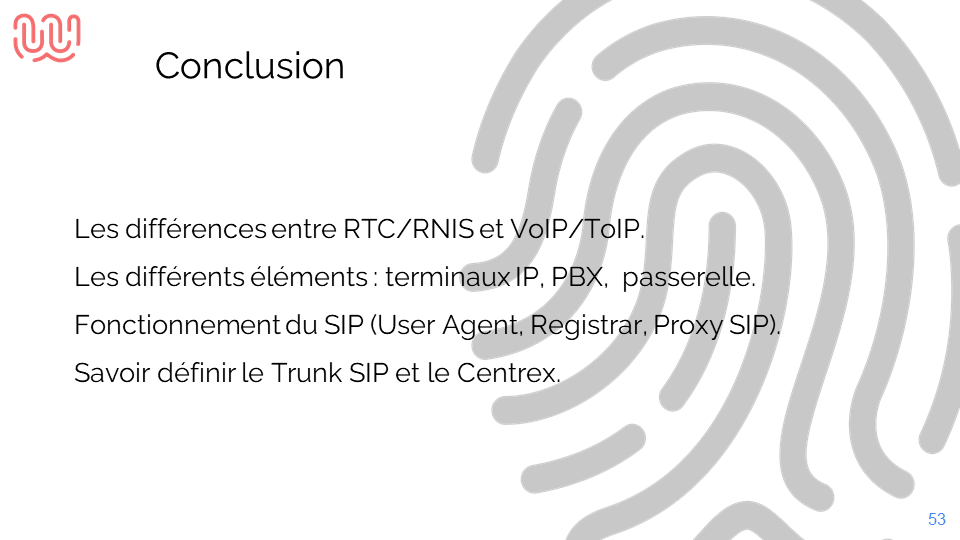 Conclusion
Les différences entre RTC/RNIS et VoIP/ToIP.
Les différents éléments : terminaux IP, PBX, passerelle.
Fonctionnement du SIP (User Agent, Registrar, Proxy SIP).
Savoir définir le Trunk SIP et le Centrex.
53